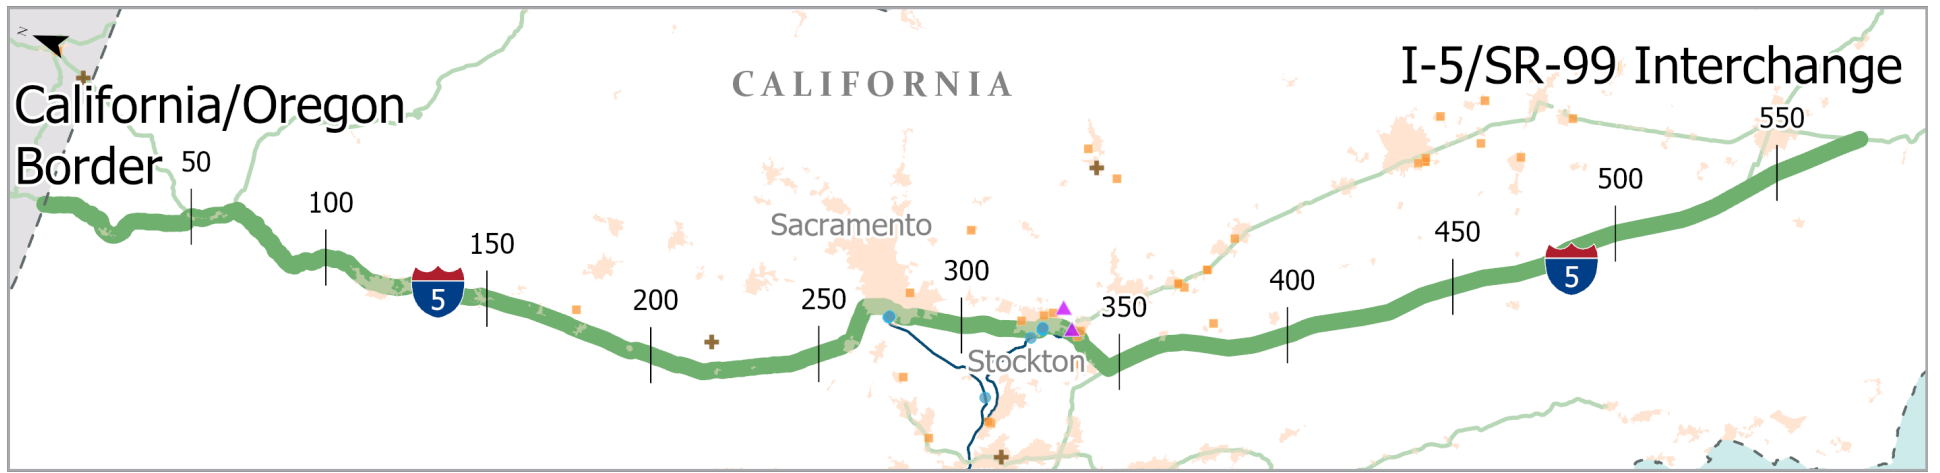 N
CALIFORNIA
I-5/SR-99 Interchange
California/Oregon
Border
50
100
150
200
250
300
350
400
450
500
550
Sacramento
Stockton
5
5